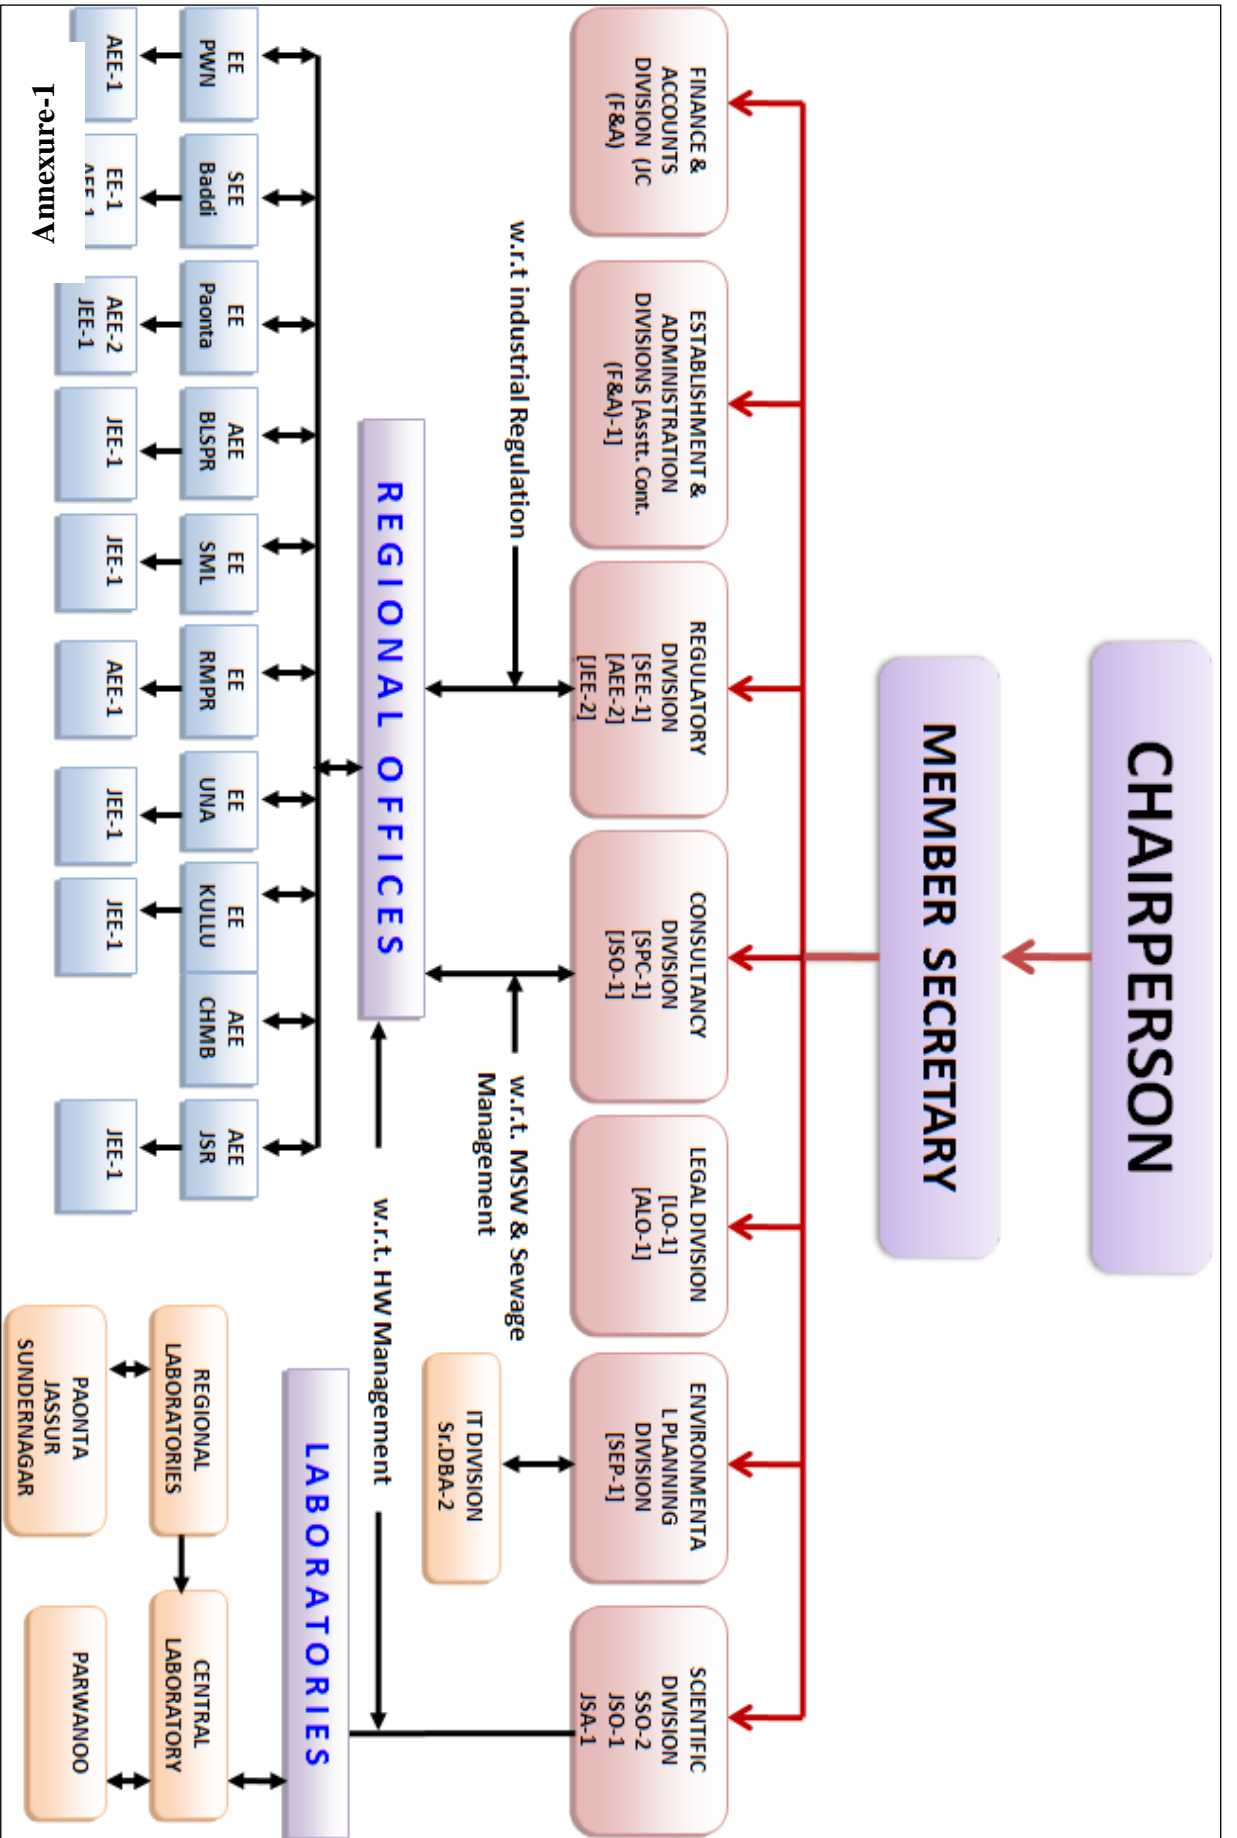 CHAIRPERSON
MEMBER SECRETARY
FINANCE &
ACCOUNTS
DIVISION (JC
(F&A)
ESTABLISHMENT &
ADMINISTRATION
DIVISIONS [Asstt. Cont.
(F&A)-1]
REGULATORY
DIVISION
[SEE-1]
[AEE-2]
[JEE-2]
CONSULTANCY
DIVISION
[SPC-1]
[JSO-1]
LEGAL DIVISION
[LO-1]
[ALO-1]
ENVIRONMENTA
L PLANNING
DIVISION
[SEP-1]
SCIENTIFIC
DIVISION
SSO-2
JSO-1
JSA-1
w.r.t industrial Regulation
w.r.t. MSW & Sewage
Management
IT DIVISION
Sr.DBA-2
REGIONAL OFFICES
w.r.t. HW Management
LABORATORIES
EE
PWN
SEE
Baddi
EE
Paonta
AEE
BLSPR
EE
SML
EE
RMPR
EE
UNA
EE
KULLU
AEE
CHMB
AEE
JSR
REGIONAL
LABORATORIES
CENTRAL
LABORATORY
AEE-1
EE-1
AEE-1
AEE-2
JEE-1
JEE-1
JEE-1
AEE-1
JEE-1
JEE-1
JEE-1
PAONTA
JASSUR
SUNDERNAGAR
PARWANOO
Annexure-1